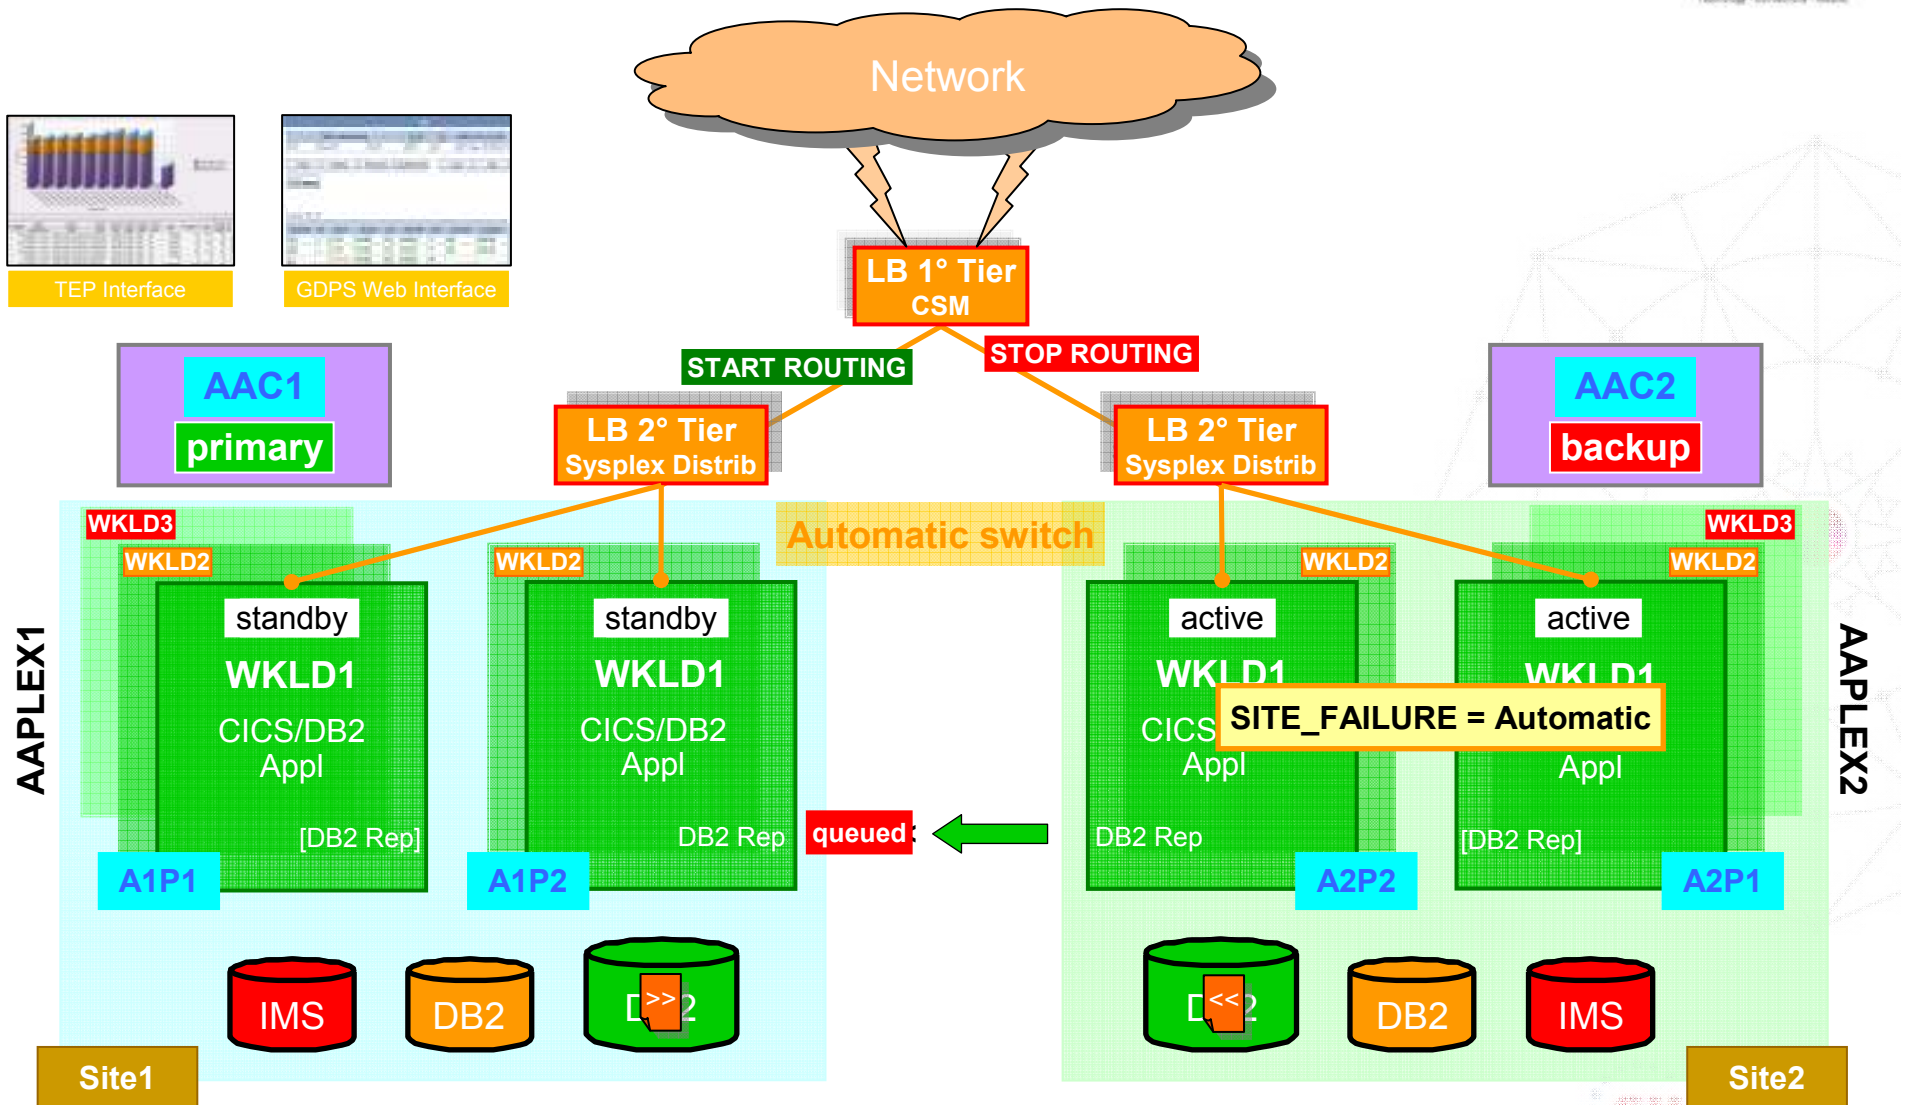 Network
TEP Interface
GDPS Web Interface
LB 1° Tier
CSM
START ROUTING
STOP ROUTING
AAC1
primary
LB 2° Tier
Sysplex Distrib
LB 2° Tier
Sysplex Distrib
AAC2
backup
Automatic switch
AAPLEX1
WKLD3
WKLD2
standby
WKLD1
CICS/DB2
Appl
[DB2 Rep]
A1P1
WKLD2
standby
WKLD1
CICS/DB2
Appl
DB2 Rep
A1P2
queued
WKLD2
active
WKLD1
CICS
Appl
DB2 Rep
A2P2
SITE_FAILURE = Automatic
WKLD3
WKLD2
active
WKLD1
Appl
[DB2 Rep]
A2P1
AAPLEX2
IMS
DB2
>>
<<
DB2
IMS
Site1
Site2